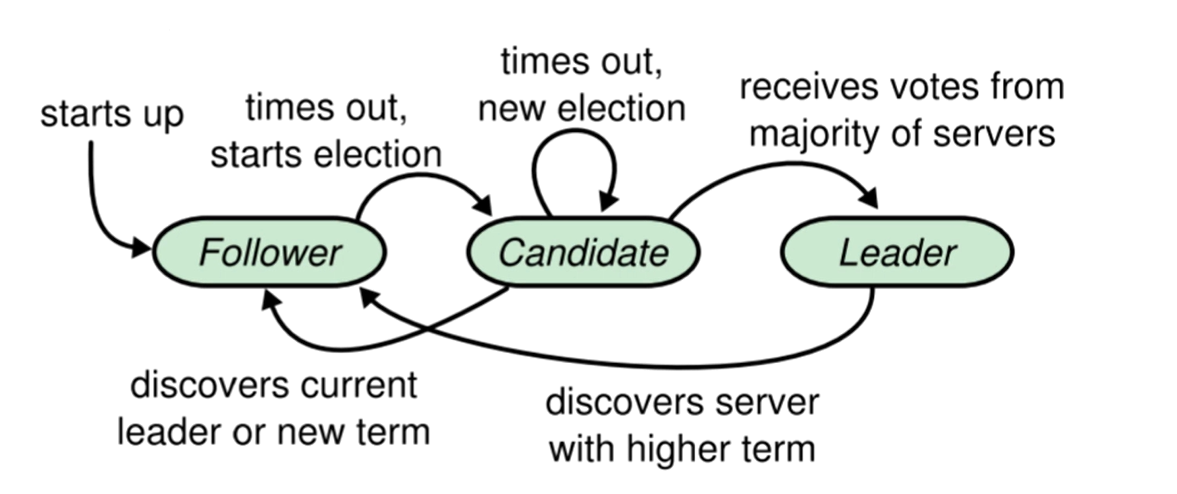 starts up
times out,
starts election
times out,
new election
receives votes from
majority of servers
Follower
Candidate
Leader
discovers current
leader or new term
discovers server
with higher term